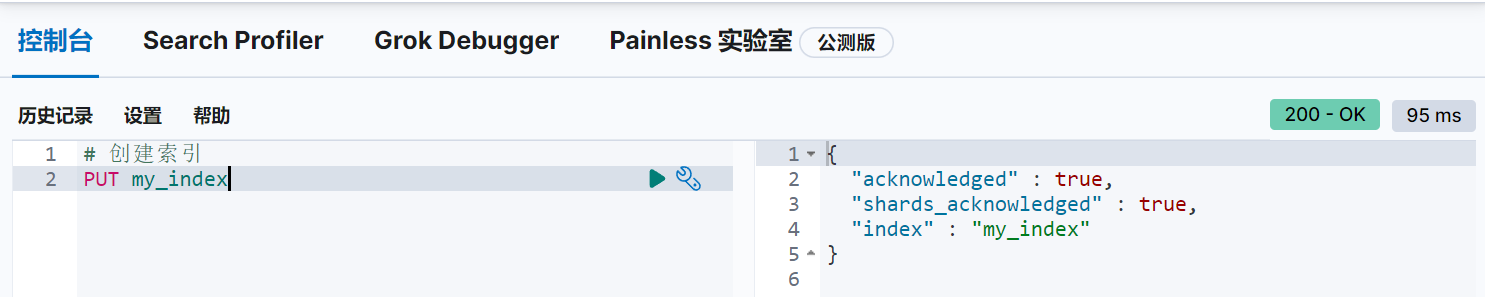 控制台 Search Profiler Grok Debugger Painless 实验室 公测版
历史记录 设置 帮助 200 - OK 95 ms
1 # 创建索引
2 PUT my_index
1 {
2 "acknowledged" : true,
3 "shards_acknowledged" : true,
4 "index" : "my_index"
5 }
6